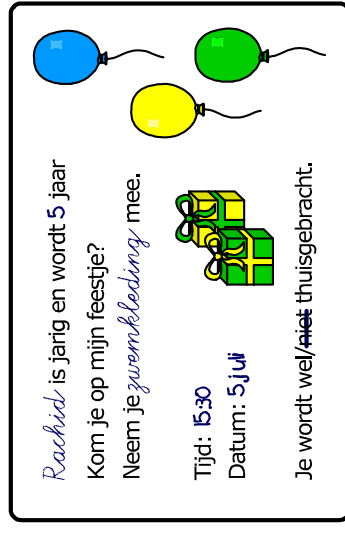 Rachid is jarig en wordt 5 jaar
Kom je op mijn feestje?
Neem je zwemkleding mee.
Tijd: 15:30
Datum: 5 juli
Je wordt wel/niet thuisgebracht.